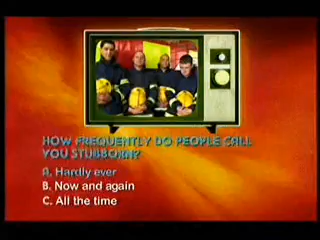 HOW FREQUENTLY DO PEOPLE CALL
YOU STUBBORN?
A. Hardly ever
B. Now and again
C. All the time